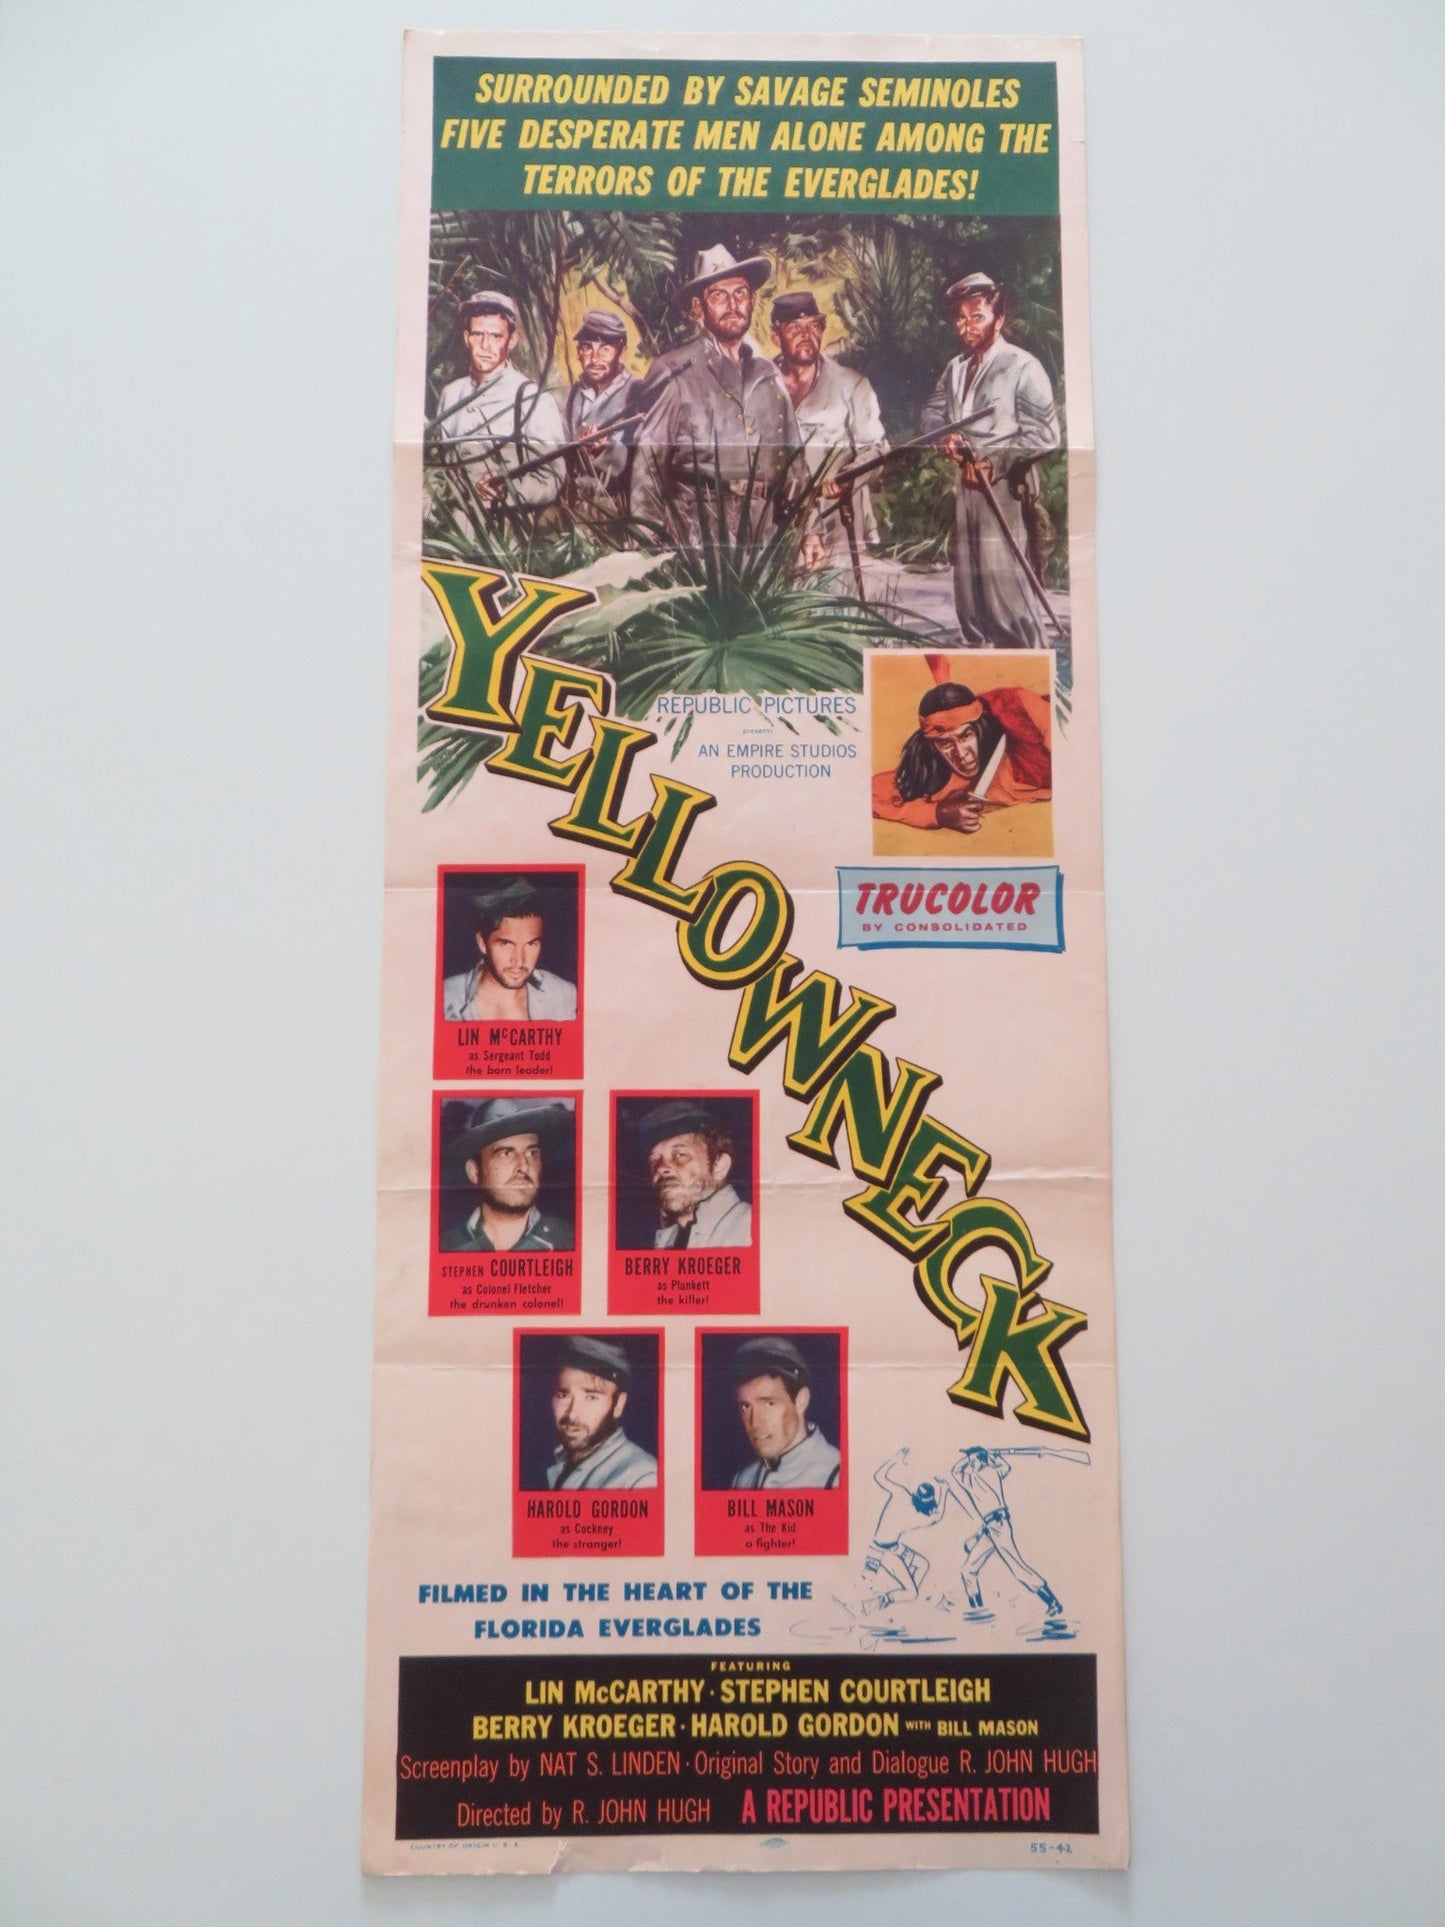 SURROUNDED BY SAVAGE SEMINOLES
FIVE DESPERATE MEN ALONE AMONG THE
TERRORS OF THE EVERGLADES!
YELLOWNECK
REPUBLIC PICTURES
presents
AN EMPIRE STUDIOS
PRODUCTION
TRUCOLOR
BY CONSOLIDATED
LIN McCARTHY
as Sergeant Todd
the born leader!
STEPHEN COURTLEIGH
as Colonel Fletcher
the drunken colonel!
BERRY KROEGER
as Plunkett
the killer!
HAROLD GORDON
as Cockney
the stranger!
BILL MASON
as The Kid
a fighter!
FILMED IN THE HEART OF THE
FLORIDA EVERGLADES
FEATURING
LIN McCARTHY · STEPHEN COURTLEIGH
BERRY KROEGER · HAROLD GORDON WITH BILL MASON
Screenplay by NAT S. LINDEN · Original Story and Dialogue R. JOHN HUGH
Directed by R. JOHN HUGH A REPUBLIC PRESENTATION
COUNTRY OF ORIGIN U. S. A.
55-42